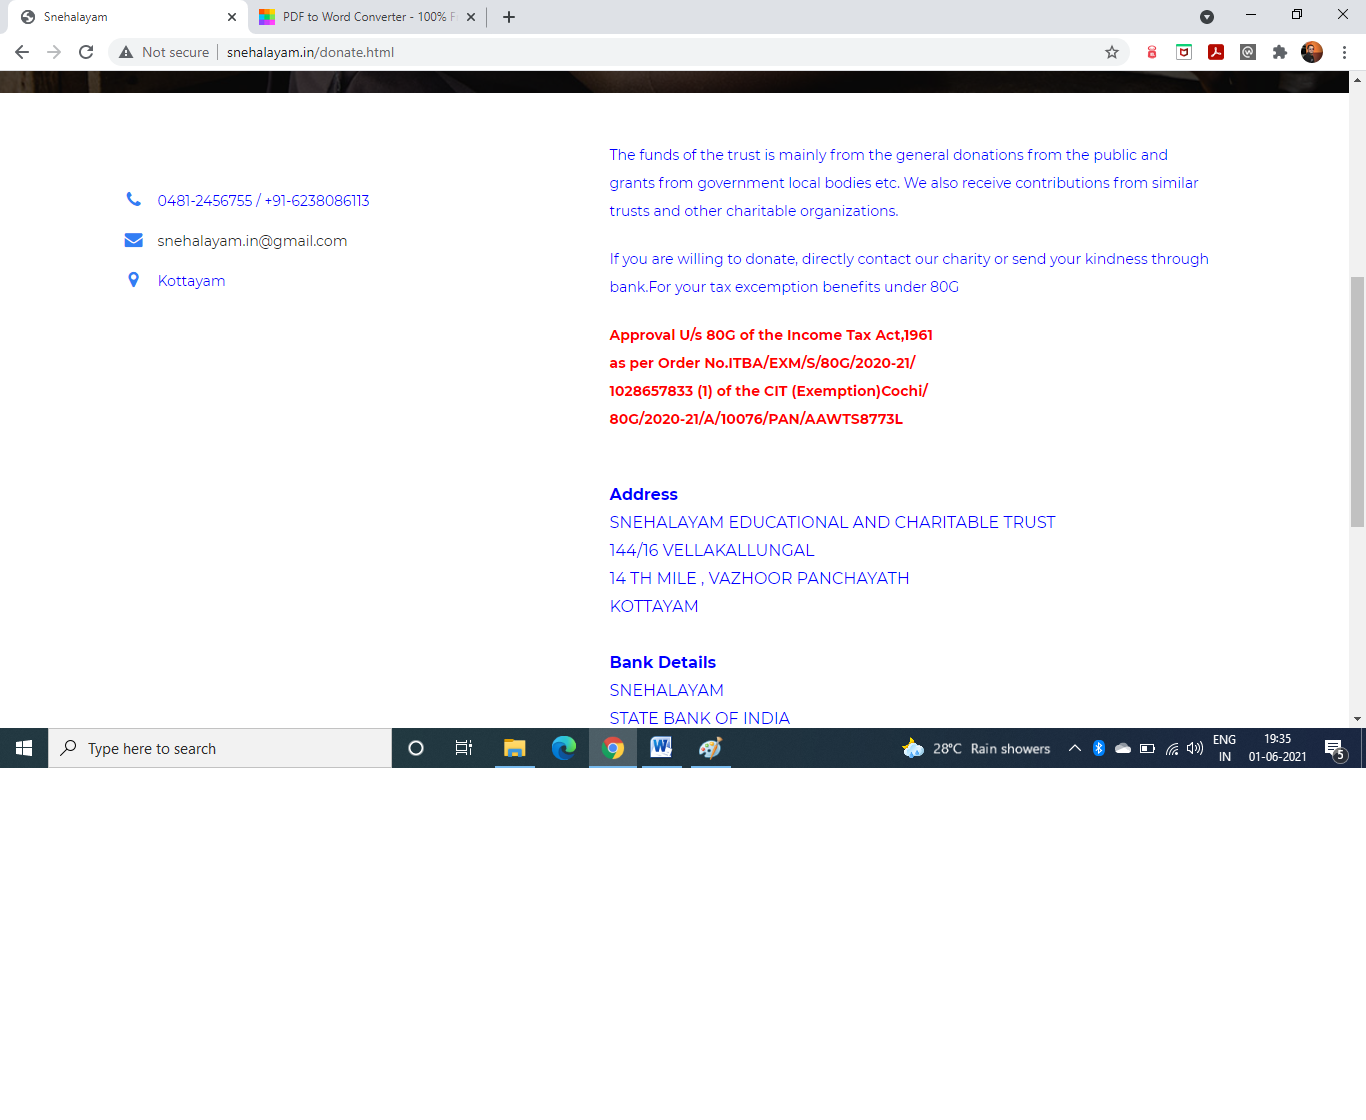 Snehalayam
PDF to Word Converter - 100% F
Not secure
snehalayam.in/donate.html
0481-2456755 / +91-6238086113
snehalayam.in@gmail.com
Kottayam
The funds of the trust is mainly from the general donations from the public and
grants from government local bodies etc. We also receive contributions from similar
trusts and other charitable organizations.
If you are willing to donate, directly contact our charity or send your kindness through
bank.For your tax excemption benefits under 80G
Approval U/s 80G of the Income Tax Act,1961
as per Order No.ITBA/EXM/S/80G/2020-21/
1028657833 (1) of the CIT (Exemption)Cochi/
80G/2020-21/A/10076/PAN/AAWTS8773L
Address
SNEHALAYAM EDUCATIONAL AND CHARITABLE TRUST
144/16 VELLAKALLUNGAL
14 TH MILE , VAZHOOR PANCHAYATH
KOTTAYAM
Bank Details
SNEHALAYAM
STATE BANK OF INDIA
Type here to search
28°C Rain showers
ENG
IN
19:35
01-06-2021
5